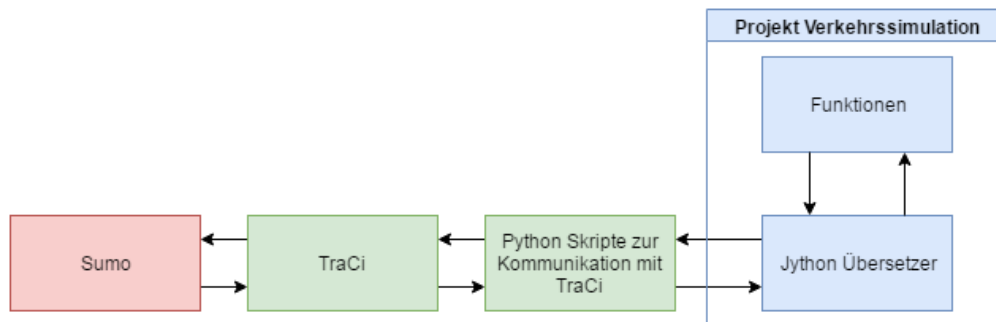 Projekt Verkehrssimulation
Funktionen
Sumo
TraCi
Python Skripte zur
Kommunikation mit
TraCi
Jython Übersetzer